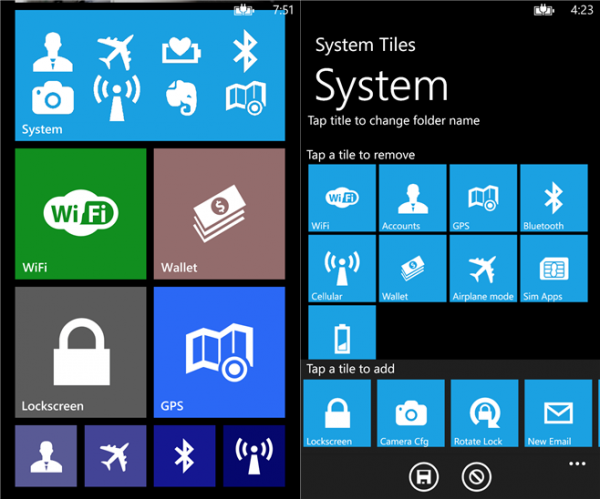 7:51
System
Wi Fi
WiFi
Wallet
Lockscreen
GPS
4:23
System Tiles
System
Tap title to change folder name
Tap a tile to remove
WiFi
WiFi Accounts GPS Bluetooth
Cellular Wallet Airplane mode Sim Apps
Tap a tile to add
Lockscreen Camera Cfg Rotate Lock New Email